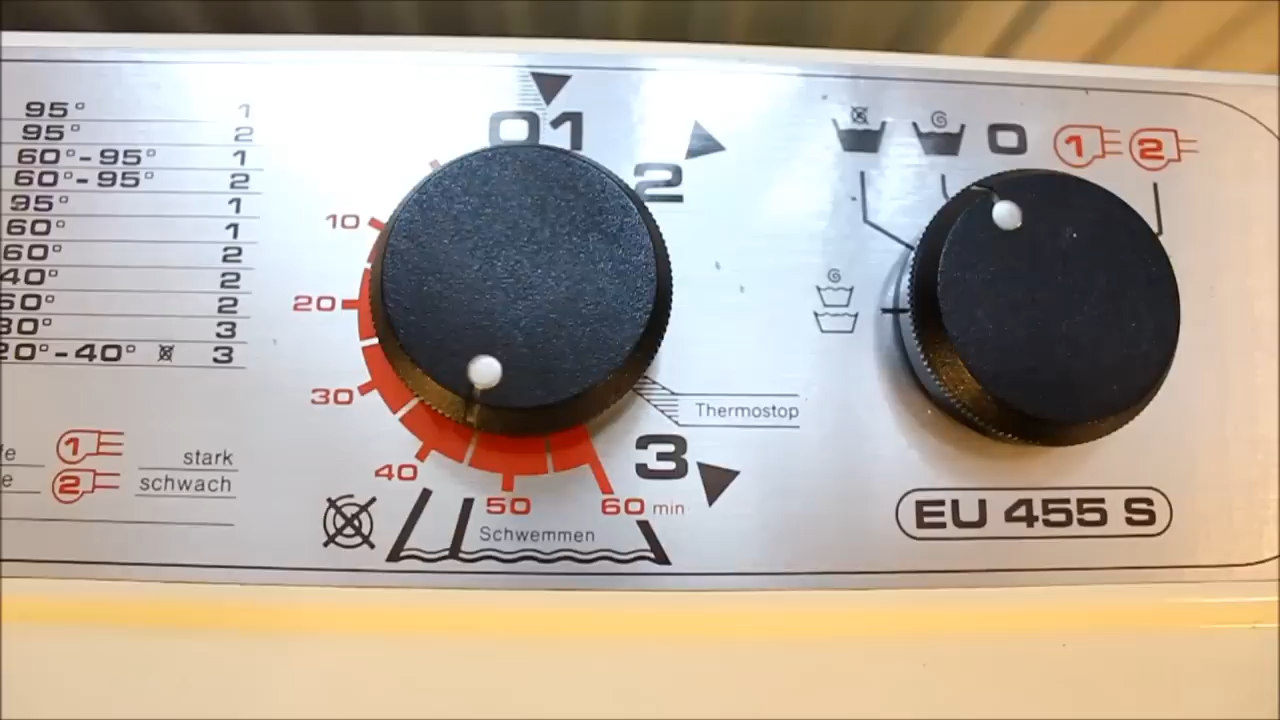 95° 1
95° 2
60°-95° 1
60°-95° 2
95° 1
60° 1
60° 2
40° 2
60° 2
30° 3
20°-40° 3
1 stark
2 schwach
0 1
2
10
20
30
40
50
60 min
Thermostop
3
Schwemmen
0 1 2
EU 455 S